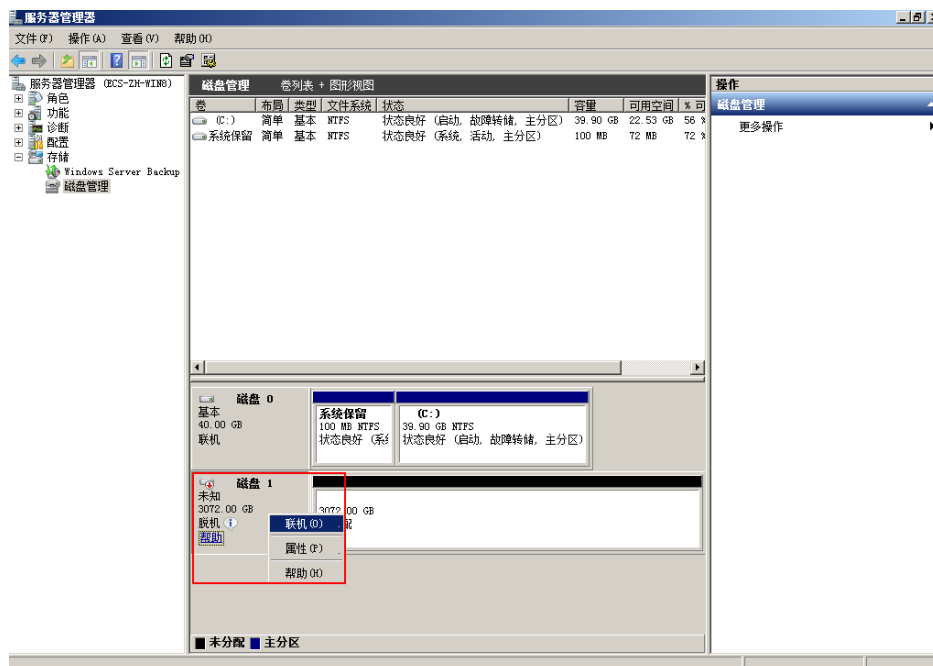 服务器管理器
文件(F) 操作(A) 查看(V) 帮助(H)
服务器管理器 (ECS-ZH-WIN8)
角色
功能
诊断
配置
存储
Windows Server Backup
磁盘管理
磁盘管理 卷列表 + 图形视图
卷 布局 类型 文件系统 状态 容量 可用空间 % 可
(C:) 简单 基本 NTFS 状态良好 (启动, 故障转储, 主分区) 39.90 GB 22.53 GB 56 %
系统保留 简单 基本 NTFS 状态良好 (系统, 活动, 主分区) 100 MB 72 MB 72 %
磁盘 0
基本
40.00 GB
联机
系统保留
100 MB NTFS
状态良好 (系统
(C:)
39.90 GB NTFS
状态良好 (启动, 故障转储, 主分区)
磁盘 1
未知
3072.00 GB
脱机
帮助
3072.00 GB
配
联机(O)
属性(P)
帮助(H)
未分配 主分区
操作
磁盘管理
更多操作